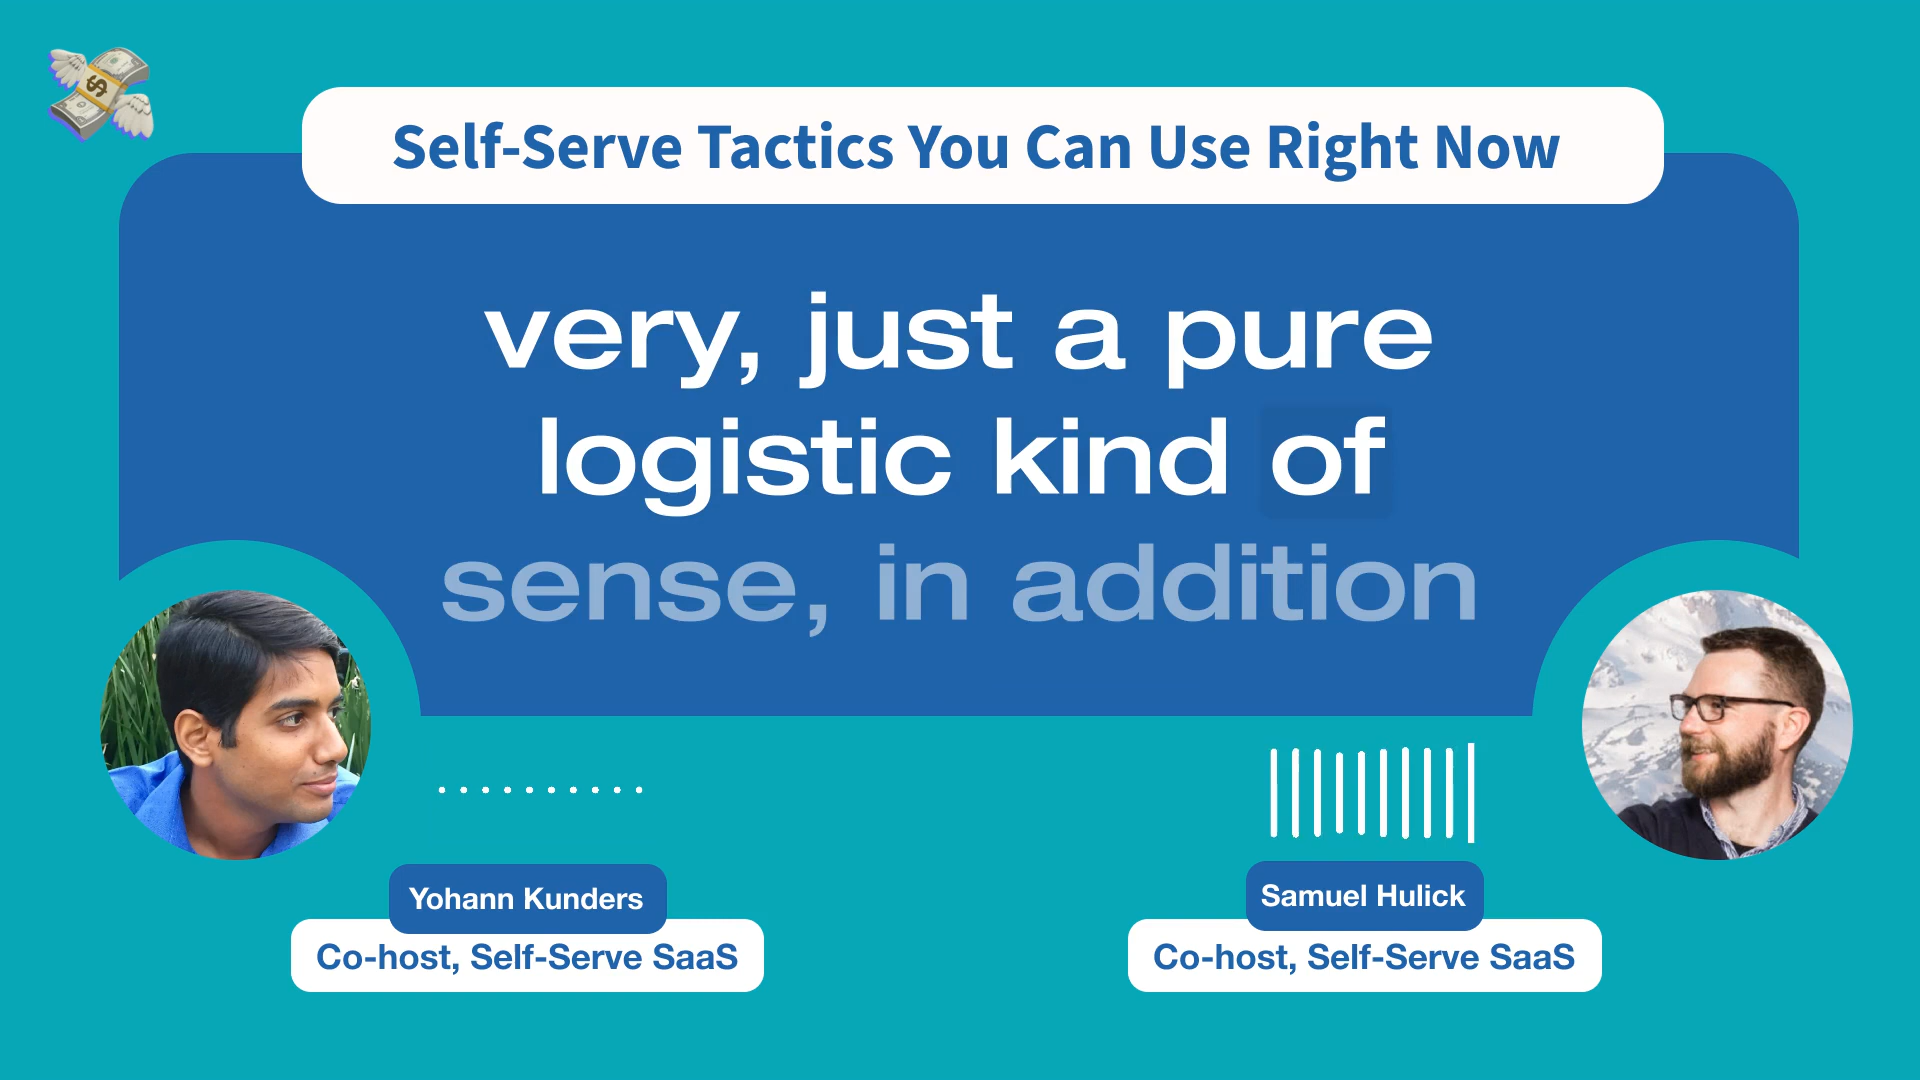 Self-Serve Tactics You Can Use Right Now
very, just a pure
logistic kind of
sense, in addition
Yohann Kunders
Co-host, Self-Serve SaaS
Samuel Hulick
Co-host, Self-Serve SaaS